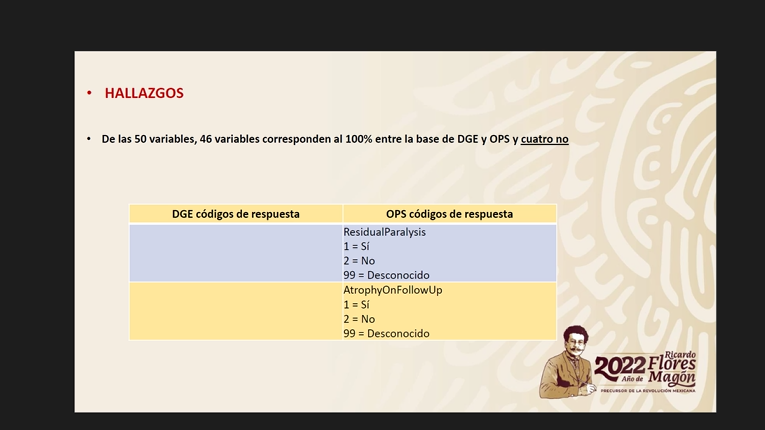 • HALLAZGOS
• De las 50 variables, 46 variables corresponden al 100% entre la base de DGE y OPS y cuatro no
DGE códigos de respuesta
OPS códigos de respuesta
ResidualParalysis
1 = Sí
2 = No
99 = Desconocido
AtrophyOnFollowUp
1 = Sí
2 = No
99 = Desconocido
2022 Ricardo
Año de Flores
Magón
PRECURSOR DE LA REVOLUCIÓN MEXICANA